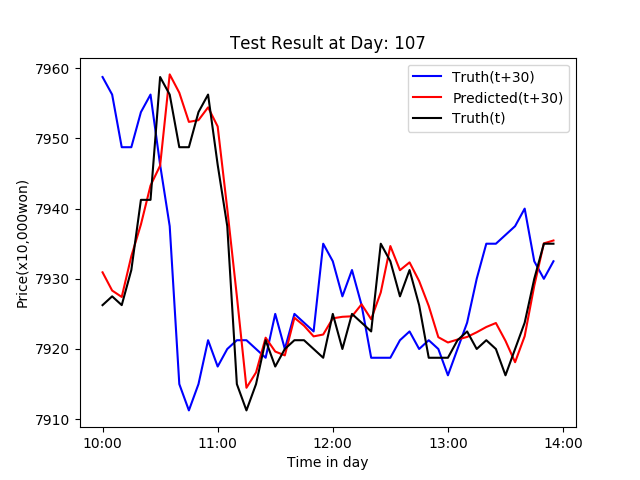 Test Result at Day: 107
Truth(t+30)
Predicted(t+30)
Truth(t)
Price(x10,000won)
7960
7950
7940
7930
7920
7910
10:00 11:00 12:00 13:00 14:00
Time in day